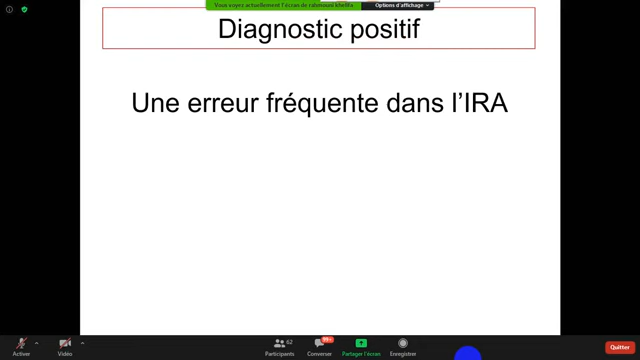 Vous voyez actuellement l'écran de rahmouni khelifa
Options d'affichage
Diagnostic positif
Une erreur fréquente dans l'IRA
62
99+
Activer
Vidéo
Participants
Converser
Partager l'écran
Enregistrer
Quitter